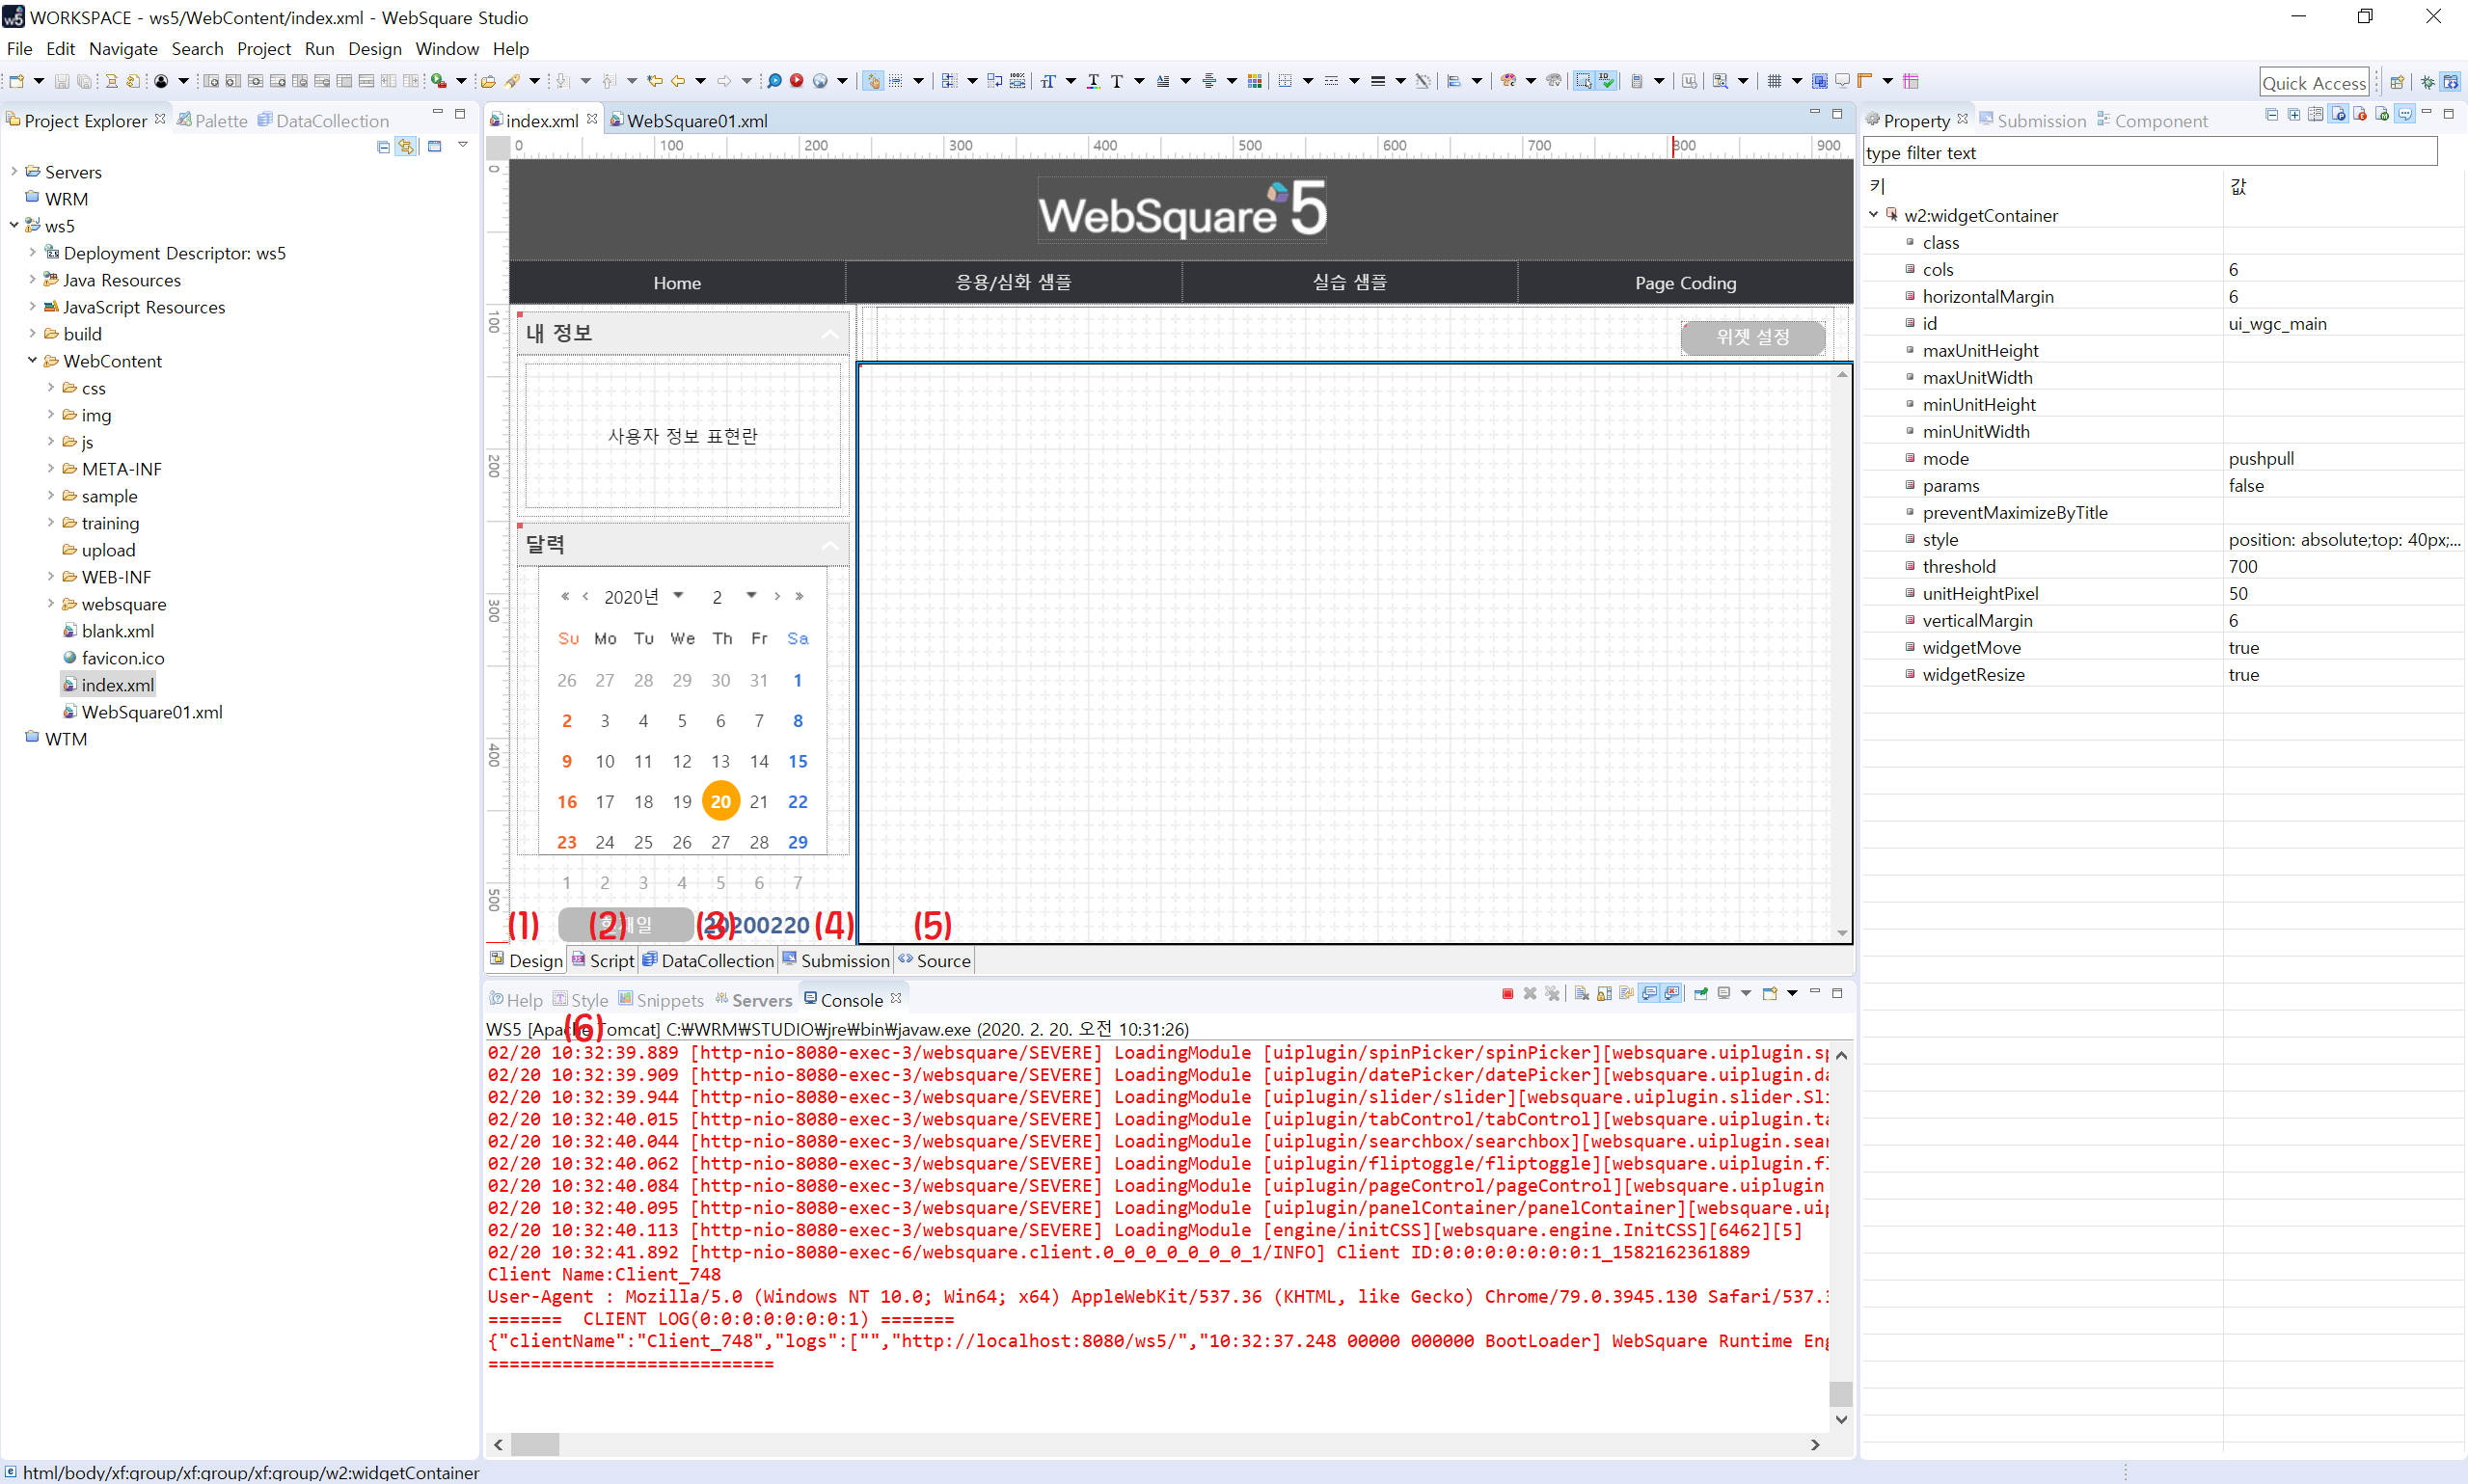 WORKSPACE - ws5/WebContent/index.xml - WebSquare Studio
File Edit Navigate Search Project Run Design Window Help
Quick Access
Project Explorer Palette DataCollection
Servers
WRM
ws5
Deployment Descriptor: ws5
Java Resources
JavaScript Resources
build
WebContent
css
img
js
META-INF
sample
training
upload
WEB-INF
websquare
blank.xml
favicon.ico
index.xml
WebSquare01.xml
WTM
index.xml WebSquare01.xml
0 100 200 300 400 500 600 700 800 900
0
100
200
300
400
500
WebSquare 5
Home 응용/심화 샘플 실습 샘플 Page Coding
내 정보
위젯 설정
사용자 정보 표현란
달력
« ‹ 2020년 2 › »
Su Mo Tu We Th Fr Sa
26 27 28 29 30 31 1
2 3 4 5 6 7 8
9 10 11 12 13 14 15
16 17 18 19 20 21 22
23 24 25 26 27 28 29
1 2 3 4 5 6 7
20200220
(1) (2) (3) (4) (5)
Design Script DataCollection Submission Source
Help Style Snippets Servers Console
(6)
WS5 [Apache Tomcat] C:₩WRM₩STUDIO₩jre₩bin₩javaw.exe (2020. 2. 20. 오전 10:31:26)
02/20 10:32:39.889 [http-nio-8080-exec-3/websquare/SEVERE] LoadingModule [uiplugin/spinPicker/spinPicker][websquare.uiplugin.sp
02/20 10:32:39.909 [http-nio-8080-exec-3/websquare/SEVERE] LoadingModule [uiplugin/datePicker/datePicker][websquare.uiplugin.da
02/20 10:32:39.944 [http-nio-8080-exec-3/websquare/SEVERE] LoadingModule [uiplugin/slider/slider][websquare.uiplugin.slider.Sli
02/20 10:32:40.015 [http-nio-8080-exec-3/websquare/SEVERE] LoadingModule [uiplugin/tabControl/tabControl][websquare.uiplugin.ta
02/20 10:32:40.044 [http-nio-8080-exec-3/websquare/SEVERE] LoadingModule [uiplugin/searchbox/searchbox][websquare.uiplugin.sear
02/20 10:32:40.062 [http-nio-8080-exec-3/websquare/SEVERE] LoadingModule [uiplugin/fliptoggle/fliptoggle][websquare.uiplugin.fl
02/20 10:32:40.084 [http-nio-8080-exec-3/websquare/SEVERE] LoadingModule [uiplugin/pageControl/pageControl][websquare.uiplugin
02/20 10:32:40.095 [http-nio-8080-exec-3/websquare/SEVERE] LoadingModule [uiplugin/panelContainer/panelContainer][websquare.uip
02/20 10:32:40.113 [http-nio-8080-exec-3/websquare/SEVERE] LoadingModule [engine/initCSS][websquare.engine.InitCSS][6462][5]
02/20 10:32:41.892 [http-nio-8080-exec-6/websquare.client.0_0_0_0_0_0_0_1/INFO] Client ID:0:0:0:0:0:0:0:1_1582162361889
Client Name:Client_748
User-Agent : Mozilla/5.0 (Windows NT 10.0; Win64; x64) AppleWebKit/537.36 (KHTML, like Gecko) Chrome/79.0.3945.130 Safari/537.3
======= CLIENT LOG(0:0:0:0:0:0:0:1) =======
{"clientName":"Client_748","logs":["","http://localhost:8080/ws5/","10:32:37.248 00000 000000 BootLoader] WebSquare Runtime Eng
===========================
Property Submission Component
type filter text
키 값
w2:widgetContainer
class
cols 6
horizontalMargin 6
id ui_wgc_main
maxUnitHeight
maxUnitWidth
minUnitHeight
minUnitWidth
mode pushpull
params false
preventMaximizeByTitle
style position: absolute;top: 40px;...
threshold 700
unitHeightPixel 50
verticalMargin 6
widgetMove true
widgetResize true
html/body/xf:group/xf:group/xf:group/w2:widgetContainer